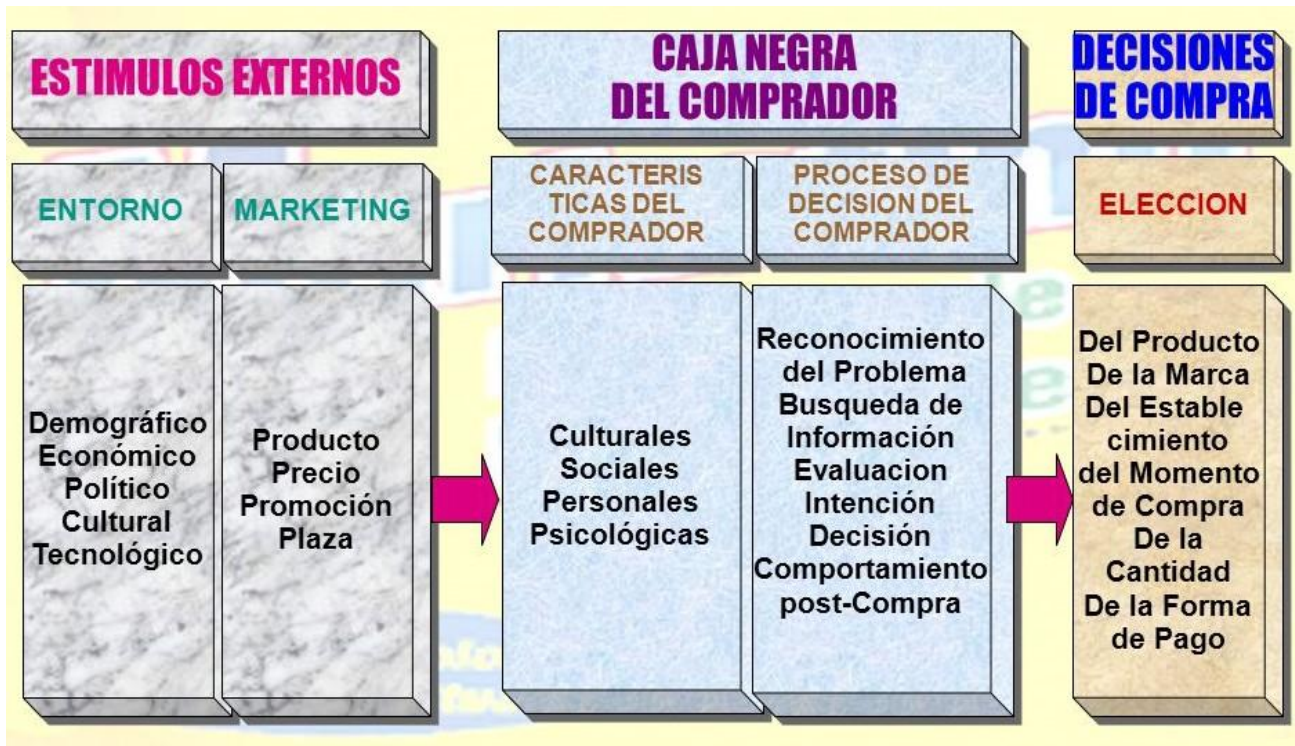 ESTIMULOS EXTERNOS
CAJA NEGRA
DEL COMPRADOR
DECISIONES
DE COMPRA
ENTORNO
MARKETING
CARACTERIS
TICAS DEL
COMPRADOR
PROCESO DE
DECISION DEL
COMPRADOR
ELECCION
Demográfico
Económico
Político
Cultural
Tecnológico
Producto
Precio
Promoción
Plaza
Culturales
Sociales
Personales
Psicológicas
Reconocimiento
del Problema
Busqueda de
Información
Evaluacion
Intención
Decisión
Comportamiento
post-Compra
Del Producto
De la Marca
Del Estable
cimiento
del Momento
de Compra
De la
Cantidad
De la Forma
de Pago